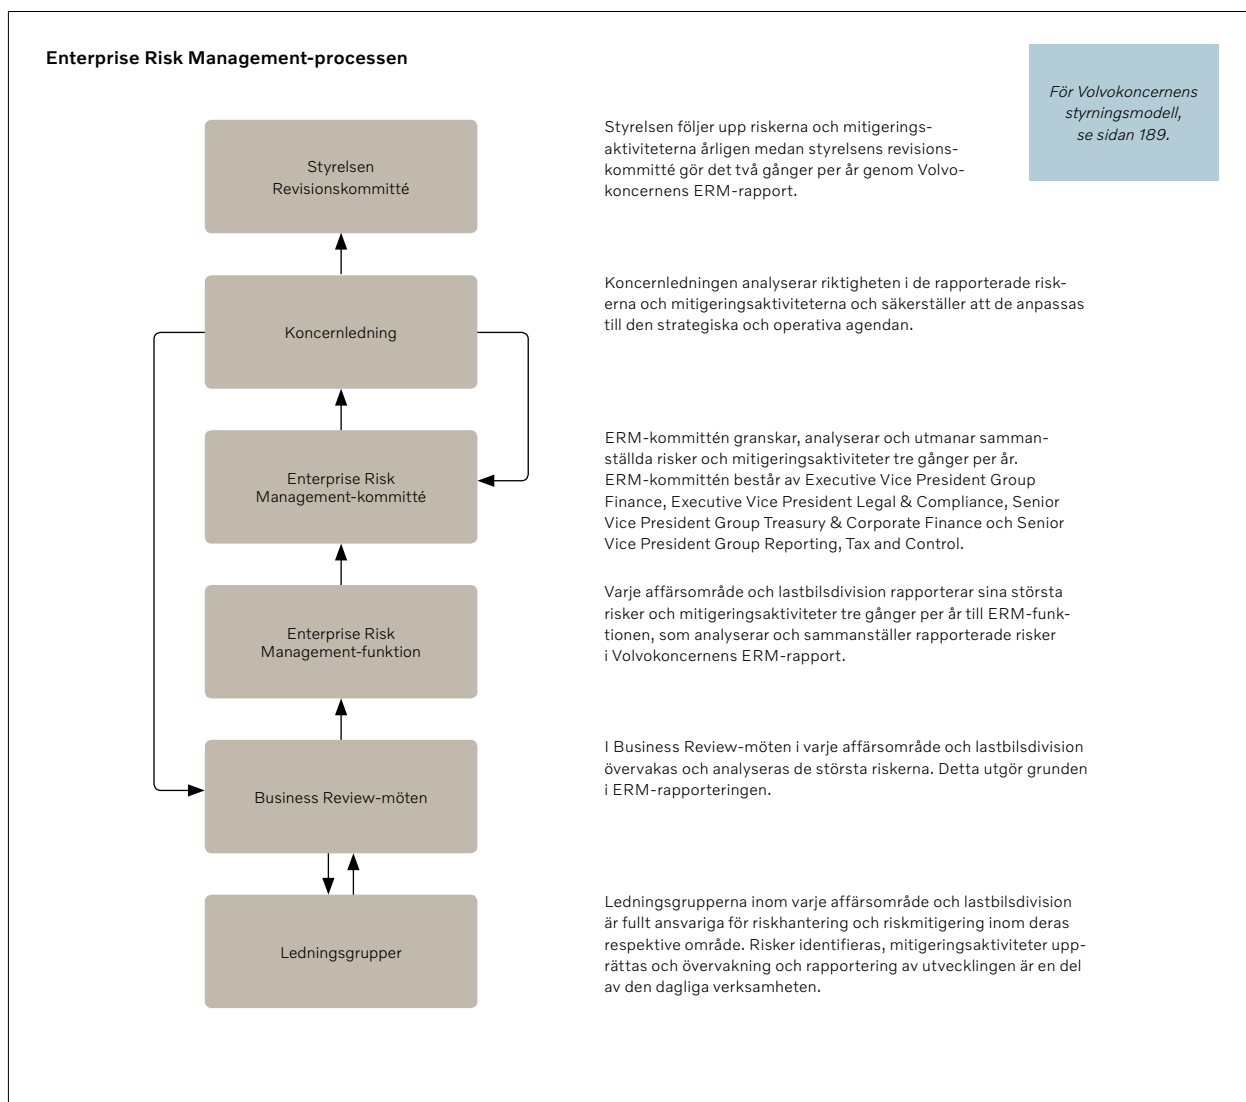 Enterprise Risk Management-processen
För Volvokoncernens
styrningsmodell,
se sidan 189.
Styrelsen
Revisionskommitté
Styrelsen följer upp riskerna och mitigerings-
aktiviteterna årligen medan styrelsens revisions-
kommitté gör det två gånger per år genom Volvo-
koncernens ERM-rapport.
Koncernledning
Koncernledningen analyserar riktigheten i de rapporterade risk-
erna och mitigeringsaktiviteterna och säkerställer att de anpassas
till den strategiska och operativa agendan.
Enterprise Risk
Management-kommitté
ERM-kommittén granskar, analyserar och utmanar samman-
ställda risker och mitigeringsaktiviteter tre gånger per år.
ERM-kommittén består av Executive Vice President Group
Finance, Executive Vice President Legal & Compliance, Senior
Vice President Group Treasury & Corporate Finance och Senior
Vice President Group Reporting, Tax and Control.
Enterprise Risk
Management-funktion
Varje affärsområde och lastbilsdivision rapporterar sina största
risker och mitigeringsaktiviteter tre gånger per år till ERM-funk-
tionen, som analyserar och sammanställer rapporterade risker
i Volvokoncernens ERM-rapport.
Business Review-möten
I Business Review-möten i varje affärsområde och lastbilsdivision
övervakas och analyseras de största riskerna. Detta utgör grunden
i ERM-rapporteringen.
Ledningsgrupper
Ledningsgrupperna inom varje affärsområde och lastbilsdivision
är fullt ansvariga för riskhantering och riskmitigering inom deras
respektive område. Risker identifieras, mitigeringsaktiviteter upp-
rättas och övervakning och rapportering av utvecklingen är en del
av den dagliga verksamheten.